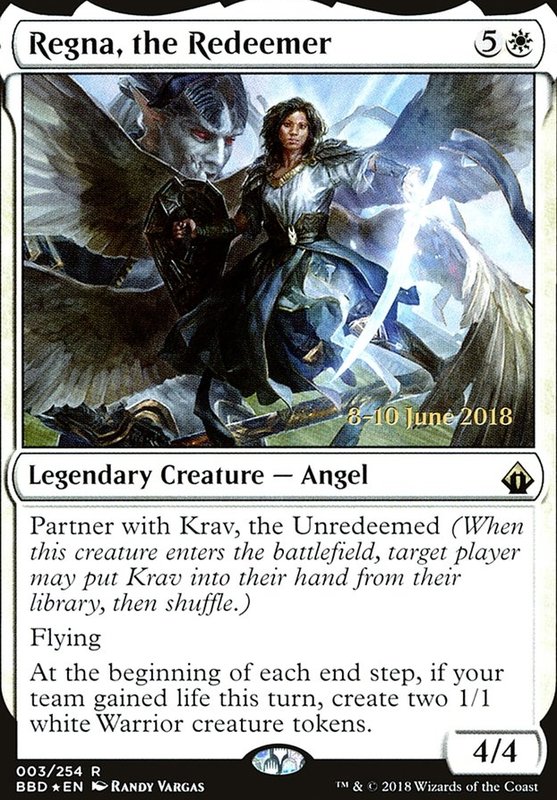 Regna, the Redeemer 5
8-10 June 2018
Legendary Creature — Angel
Partner with Krav, the Unredeemed (When
this creature enters the battlefield, target player
may put Krav into their hand from their
library, then shuffle.)
Flying
At the beginning of each end step, if your
team gained life this turn, create two 1/1
white Warrior creature tokens.
4/4
003/254 R
BBD ★ EN Randy Vargas
™ & © 2018 Wizards of the Coast